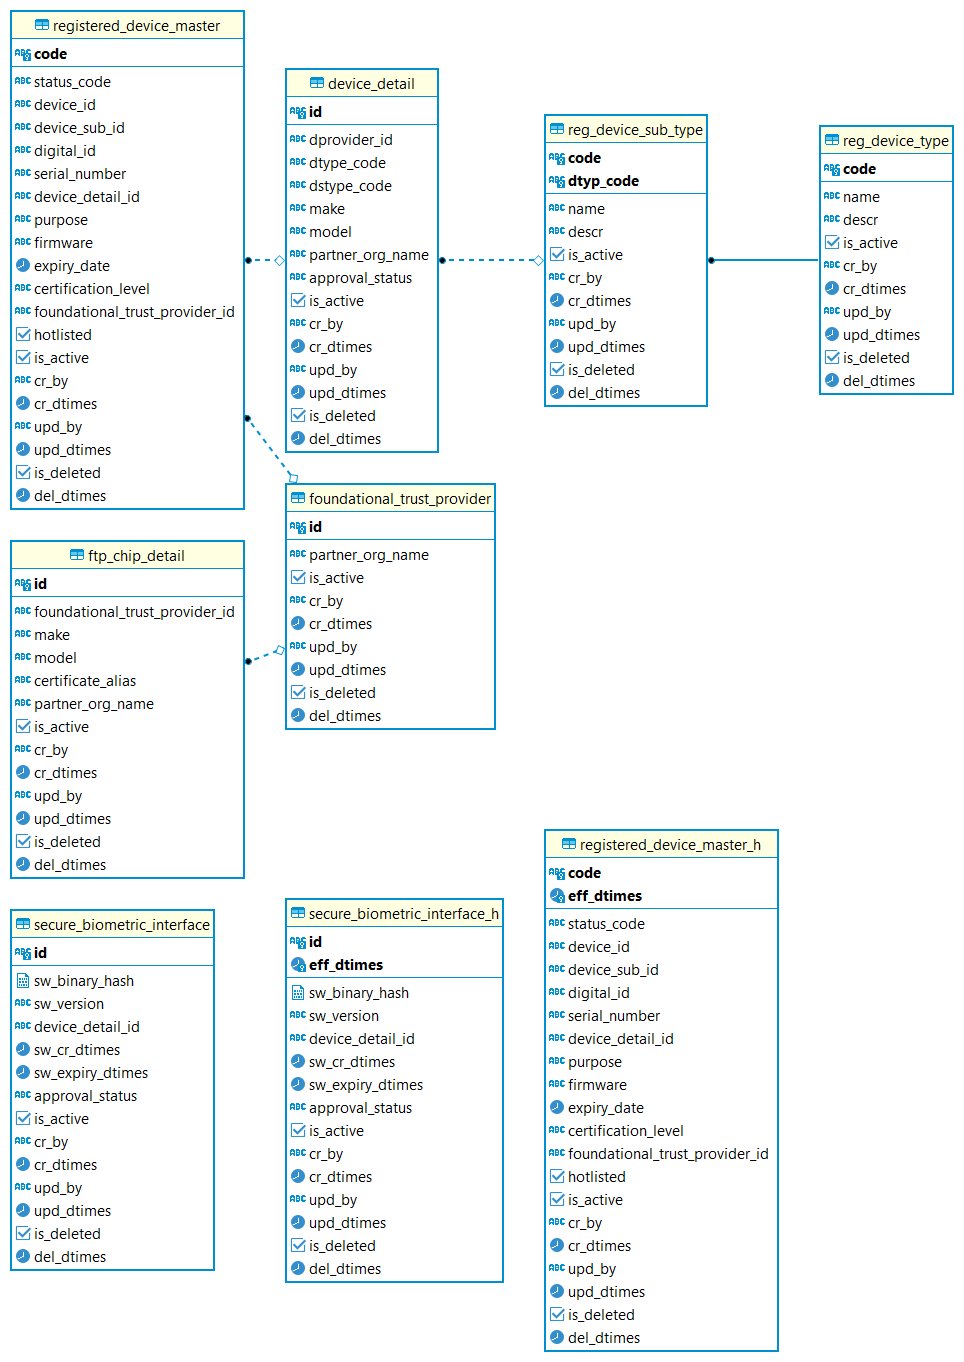 registered_device_master
code
status_code
device_id
device_sub_id
digital_id
serial_number
device_detail_id
purpose
firmware
expiry_date
certification_level
foundational_trust_provider_id
hotlisted
is_active
cr_by
cr_dtimes
upd_by
upd_dtimes
is_deleted
del_dtimes
device_detail
id
dprovider_id
dtype_code
dstype_code
make
model
partner_org_name
approval_status
is_active
cr_by
cr_dtimes
upd_by
upd_dtimes
is_deleted
del_dtimes
reg_device_sub_type
code
dtyp_code
name
descr
is_active
cr_by
cr_dtimes
upd_by
upd_dtimes
is_deleted
del_dtimes
reg_device_type
code
name
descr
is_active
cr_by
cr_dtimes
upd_by
upd_dtimes
is_deleted
del_dtimes
foundational_trust_provider
id
partner_org_name
is_active
cr_by
cr_dtimes
upd_by
upd_dtimes
is_deleted
del_dtimes
ftp_chip_detail
id
foundational_trust_provider_id
make
model
certificate_alias
partner_org_name
is_active
cr_by
cr_dtimes
upd_by
upd_dtimes
is_deleted
del_dtimes
secure_biometric_interface
id
sw_binary_hash
sw_version
device_detail_id
sw_cr_dtimes
sw_expiry_dtimes
approval_status
is_active
cr_by
cr_dtimes
upd_by
upd_dtimes
is_deleted
del_dtimes
secure_biometric_interface_h
id
eff_dtimes
sw_binary_hash
sw_version
device_detail_id
sw_cr_dtimes
sw_expiry_dtimes
approval_status
is_active
cr_by
cr_dtimes
upd_by
upd_dtimes
is_deleted
del_dtimes
registered_device_master_h
code
eff_dtimes
status_code
device_id
device_sub_id
digital_id
serial_number
device_detail_id
purpose
firmware
expiry_date
certification_level
foundational_trust_provider_id
hotlisted
is_active
cr_by
cr_dtimes
upd_by
upd_dtimes
is_deleted
del_dtimes